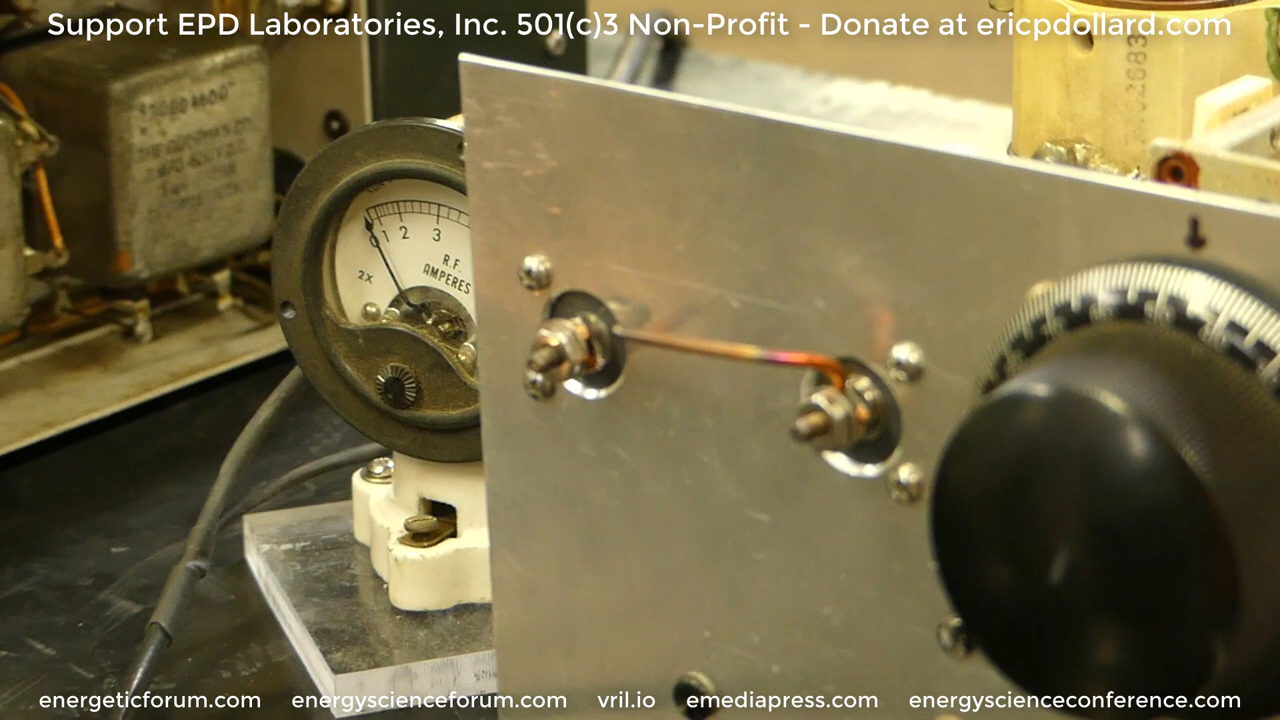 Support EPD Laboratories, Inc. 501(c)3 Non-Profit - Donate at ericpdollard.com
02683
1 2 3
0
R.F.
AMPERES
2X
energeticforum.com energyscienceforum.com vril.io emediapress.com energyscienceconference.com